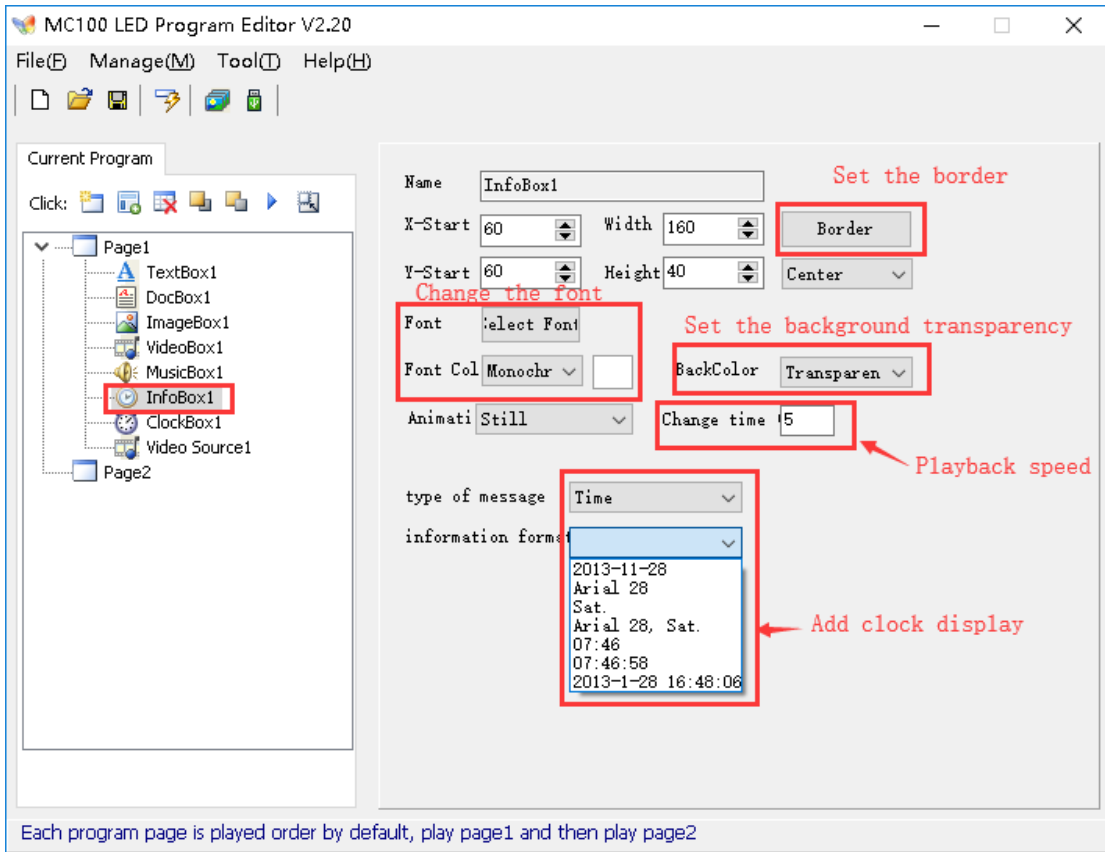 MC100 LED Program Editor V2.20
File(F) Manage(M) Tool(T) Help(H)
Current Program
Click:
Page1
TextBox1
DocBox1
ImageBox1
VideoBox1
MusicBox1
InfoBox1
ClockBox1
Video Source1
Page2
Name InfoBox1
Set the border
X-Start 60 Width 160 Border
Y-Start 60 Height 40 Center
Change the font
Font elect Font
Set the background transparency
Font Col Monochr BackColor Transparen
Animati Still Change time 5
Playback speed
type of message Time
information format
2013-11-28
Arial 28
Sat.
Arial 28, Sat.
Add clock display
07:46
07:46:58
2013-1-28 16:48:06
Each program page is played order by default, play page1 and then play page2